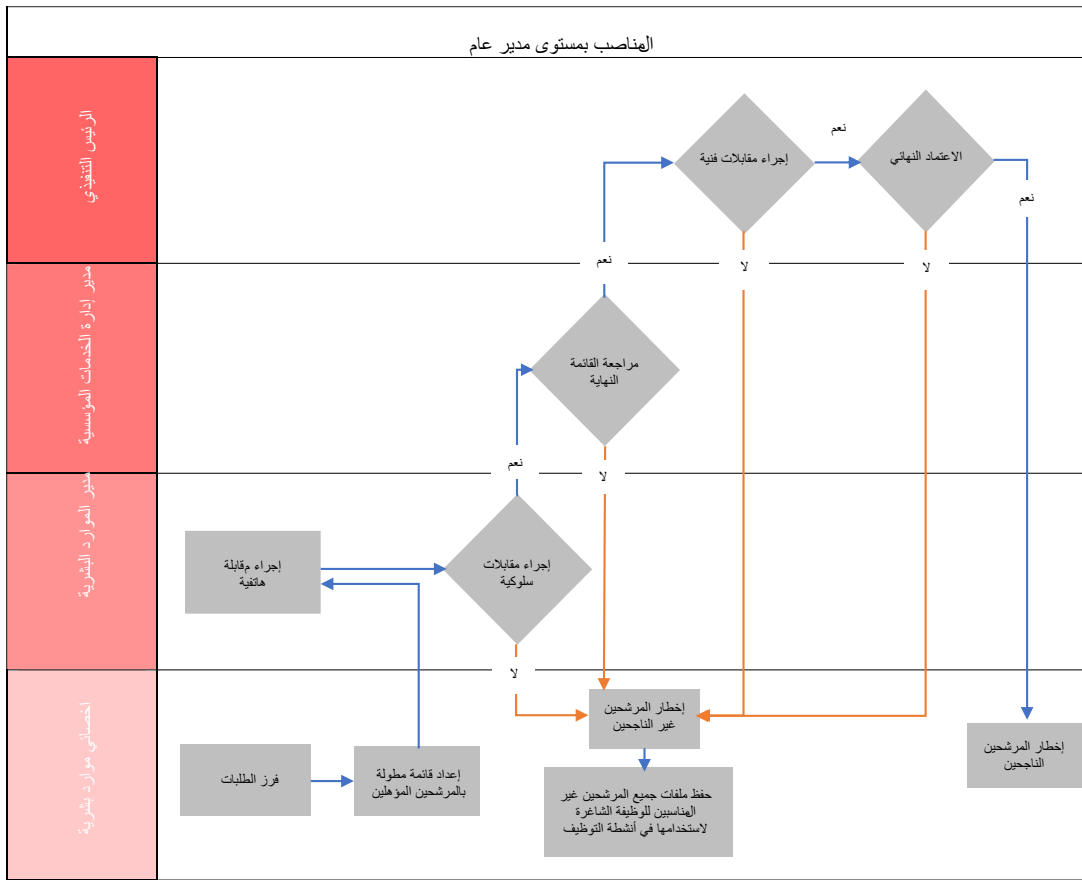 المناصب بمستوى مدير عام
الرئيس التنفيذي
إجراء مقابلات فنية
نعم
الاعتماد النهائي
نعم
لا
لا
مدير إدارة الخدمات المؤسسية
نعم
مراجعة القائمة
النهاية
لا
مدير الموارد البشرية
نعم
إجراء مقابلة
هاتفية
إجراء مقابلات
سلوكية
لا
اخصائي موارد بشرية
فرز الطلبات
إعداد قائمة مطولة
بالمرشحين المؤهلين
إخطار المرشحين
غير الناجحين
حفظ ملفات جميع المرشحين غير
المناسبين للوظيفة الشاغرة
لاستخدامها في أنشطة التوظيف
إخطار المرشحين
الناجحين